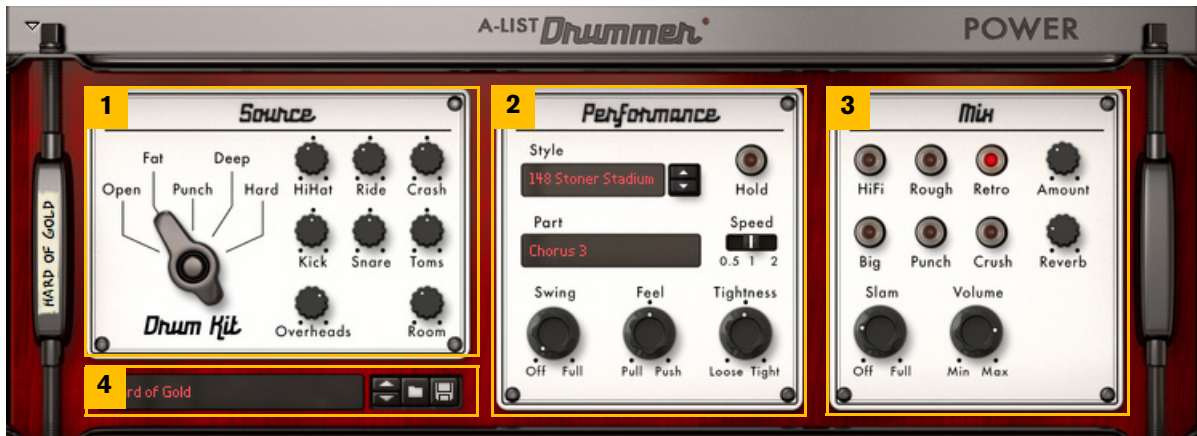 A-LIST Drummer
POWER
HARD OF GOLD
1
Source
Open
Fat
Punch
Deep
Hard
Drum Kit
HiHat
Ride
Crash
Kick
Snare
Toms
Overheads
Room
2
Performance
Style
148 Stoner Stadium
Hold
Part
Chorus 3
Speed
0.5 1 2
Swing
Off Full
Feel
Pull Push
Tightness
Loose Tight
3
Mix
HiFi
Rough
Retro
Amount
Big
Punch
Crush
Reverb
Slam
Off Full
Volume
Min Max
4
rd of Gold